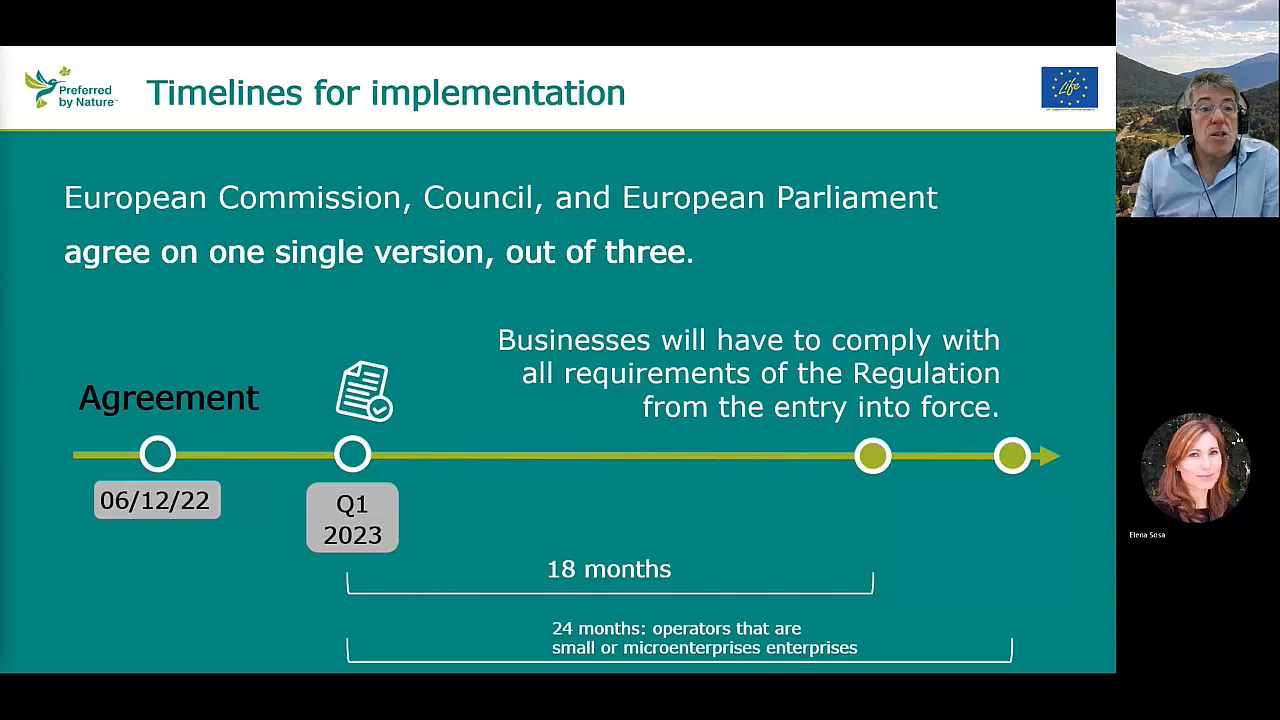 Preferred
by Nature™
Timelines for implementation
Life
European Commission, Council, and European Parliament
agree on one single version, out of three.
Businesses will have to comply with
all requirements of the Regulation
from the entry into force.
Agreement
06/12/22
Q1
2023
18 months
24 months: operators that are
small or microenterprises enterprises
Elena Sosa